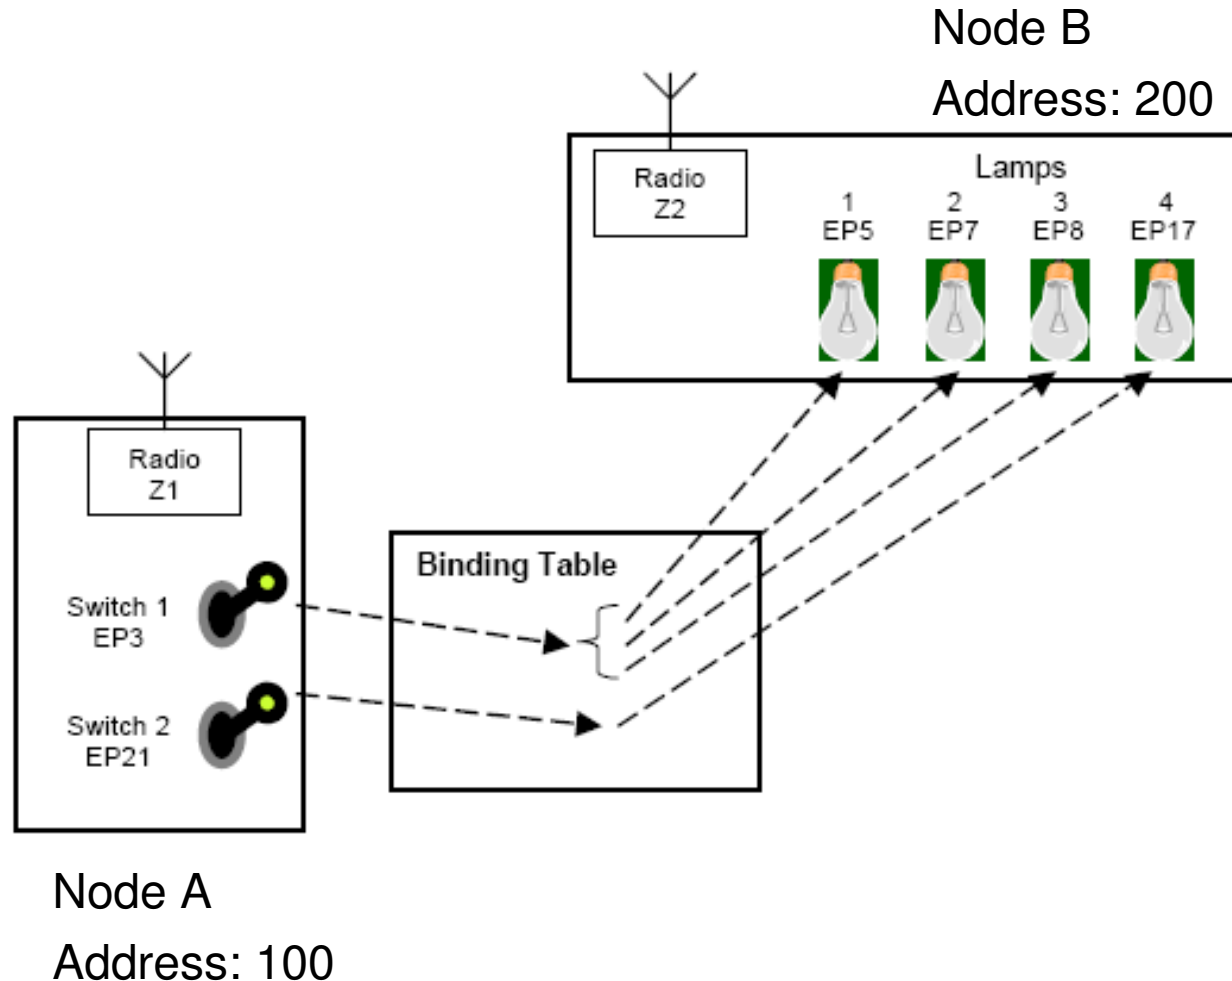 Node B
Address: 200
Radio
Z2
Lamps
1 2 3 4
EP5 EP7 EP8 EP17
Radio
Z1
Binding Table
Switch 1
EP3
Switch 2
EP21
Node A
Address: 100